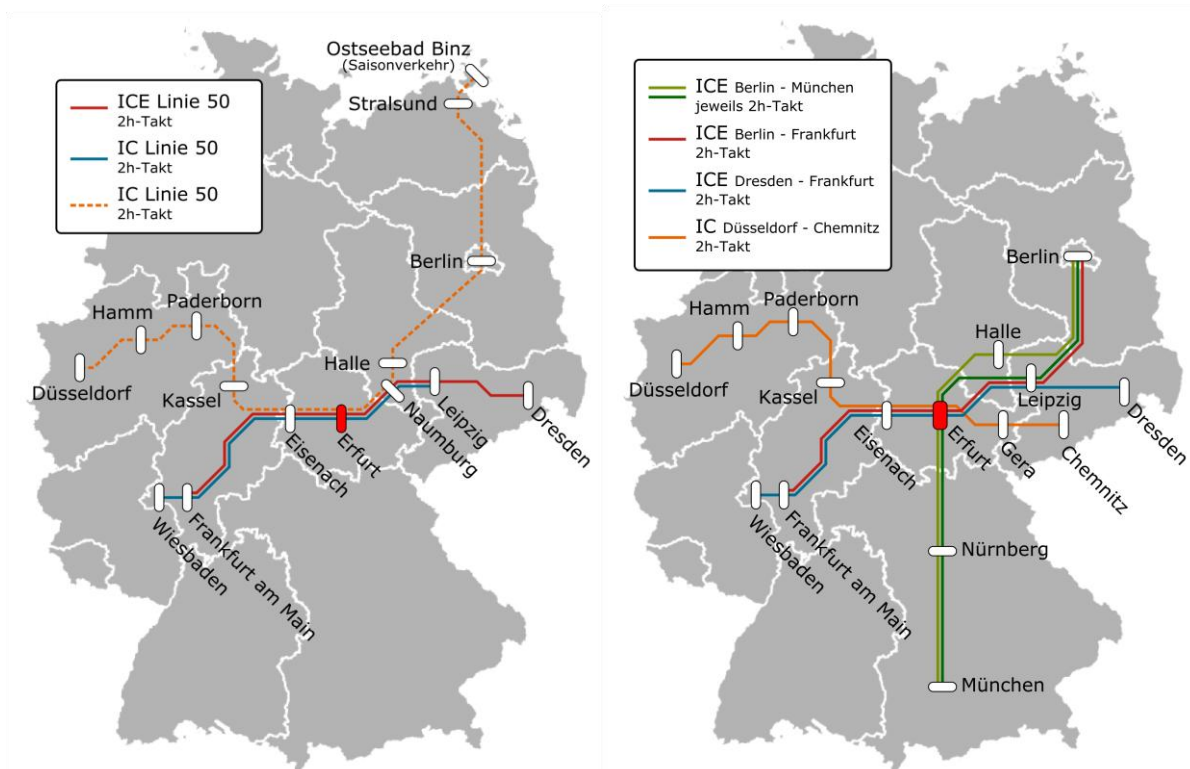 Ostseebad Binz
(Saisonverkehr)
ICE Linie 50
2h-Takt
IC Linie 50
2h-Takt
IC Linie 50
2h-Takt
Stralsund
Berlin
Hamm
Paderborn
Düsseldorf
Kassel
Halle
Eisenach
Erfurt
Naumburg
Leipzig
Dresden
Wiesbaden
Frankfurt am Main
ICE Berlin - München
jeweils 2h-Takt
ICE Berlin - Frankfurt
2h-Takt
ICE Dresden - Frankfurt
2h-Takt
IC Düsseldorf - Chemnitz
2h-Takt
Berlin
Hamm
Paderborn
Halle
Düsseldorf
Kassel
Leipzig
Dresden
Eisenach
Erfurt
Gera
Chemnitz
Wiesbaden
Frankfurt am Main
Nürnberg
München